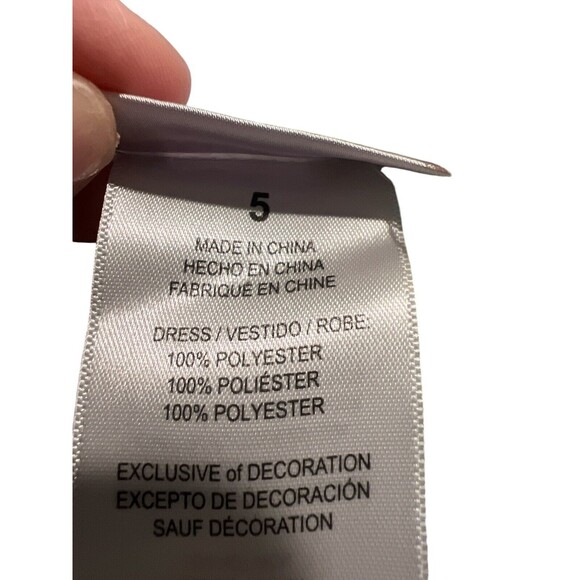 5
MADE IN CHINA
HECHO EN CHINA
FABRIQUÉ EN CHINE
DRESS / VESTIDO / ROBE:
100% POLYESTER
100% POLIÉSTER
100% POLYESTER
EXCLUSIVE of DECORATION
EXCEPTO DE DECORACIÓN
SAUF DÉCORATION